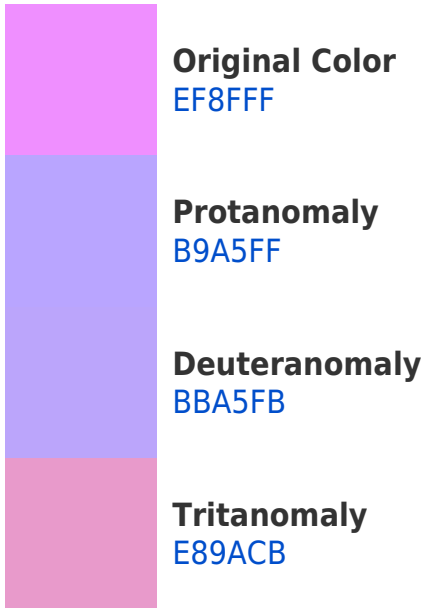 Original Color
EF8FFF
Protanomaly
B9A5FF
Deuteranomaly
BBA5FB
Tritanomaly
E89ACB